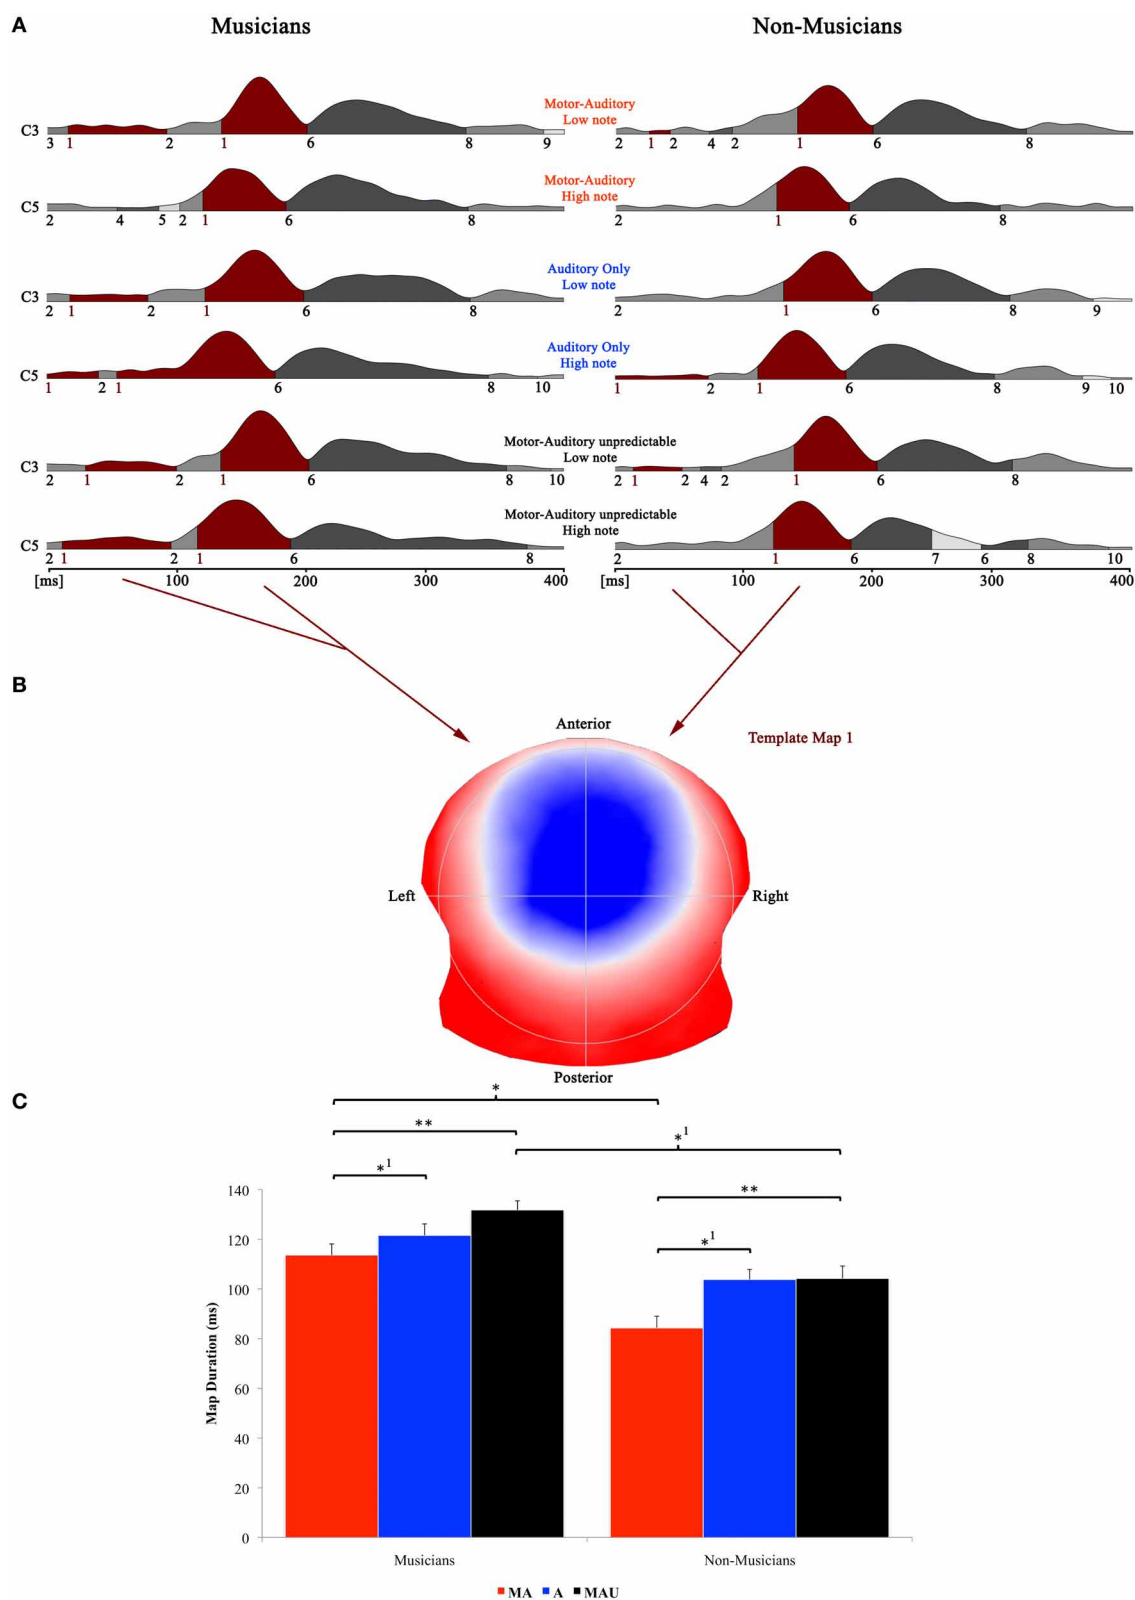 A
Musicians
Non-Musicians
C3
3 1 2 1 6 8 9
Motor-Auditory
Low note
2 1 2 4 2 1 6 8
C5
2 4 5 2 1 6 8
Motor-Auditory
High note
2 1 6 8
C3
2 1 2 1 6 8
Auditory Only
Low note
2 1 6 8 9
C5
1 2 1 6 8 10
Auditory Only
High note
1 2 1 6 8 9 10
C3
2 1 2 1 6 8 10
Motor-Auditory unpredictable
Low note
2 1 2 4 2 1 6 8
C5
2 1 2 1 6 8
Motor-Auditory unpredictable
High note
2 1 6 7 6 8 10
[ms] 100 200 300 400
[ms] 100 200 300 400
B
Anterior
Template Map 1
Left
Right
Posterior
C
*
**
*1
*1
**
*1
140
120
100
80
60
40
20
0
Map Duration (ms)
Musicians
Non-Musicians
MA A MAU